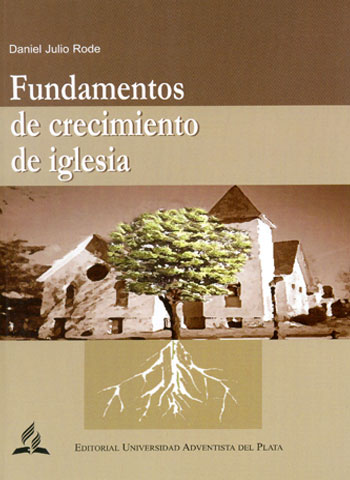 Daniel Julio Rode
Fundamentos
de crecimiento
de iglesia
EDITORIAL UNIVERSIDAD ADVENTISTA DEL PLATA